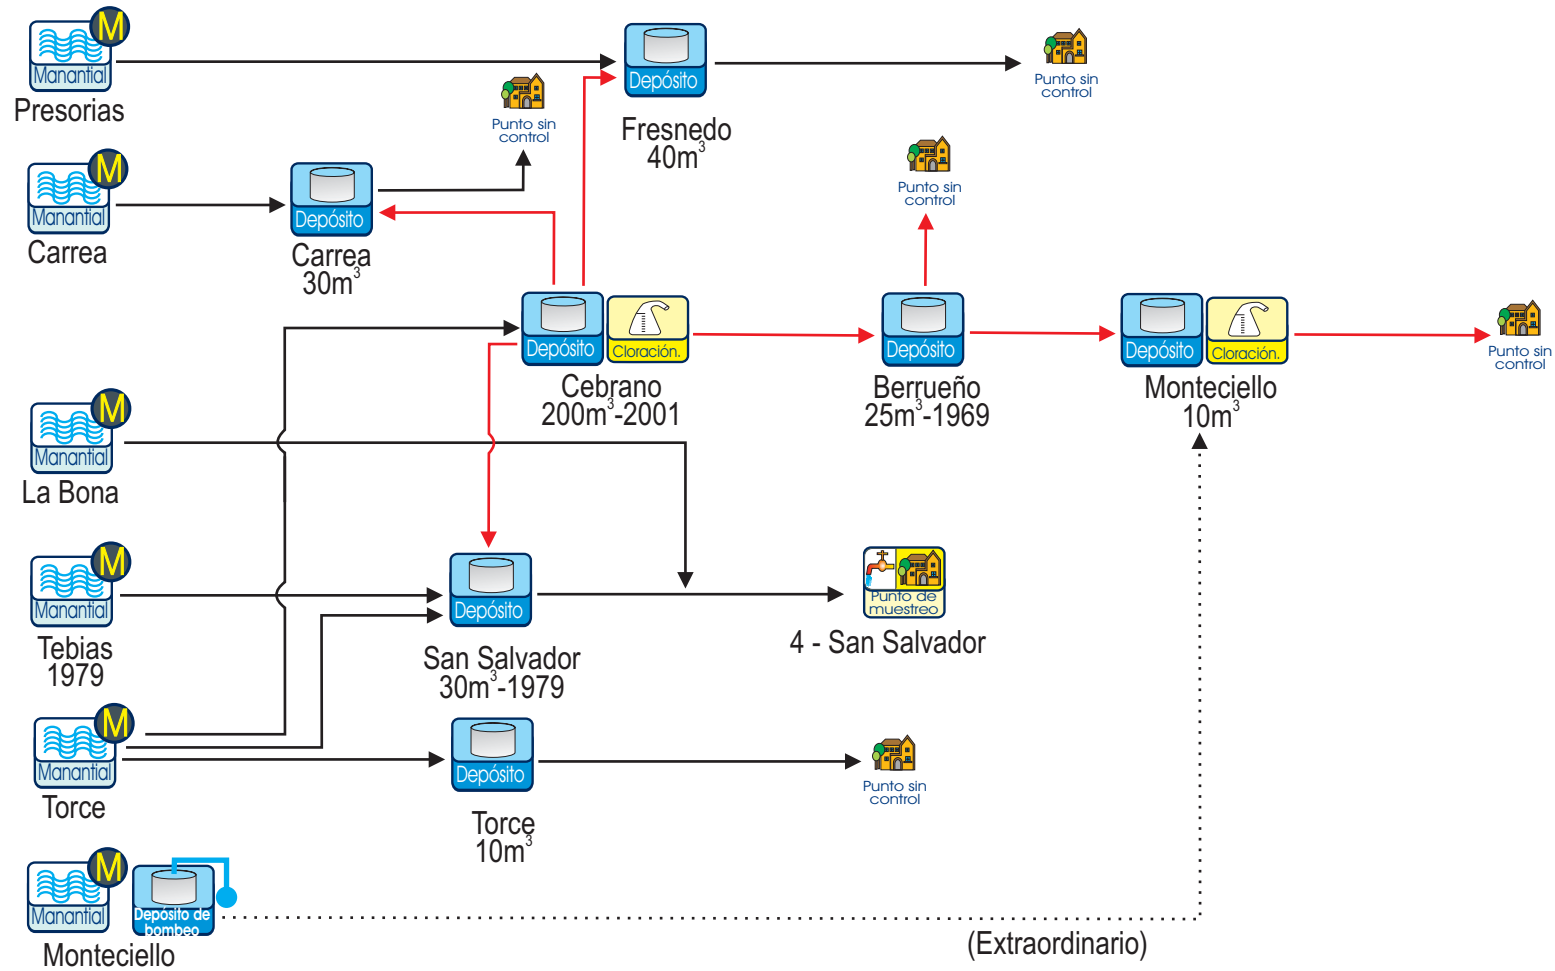 M
Manantial
Presorias
Depósito
Fresnedo
40m³
Punto sin
control
Punto sin
control
M
Manantial
Carrea
Depósito
Carrea
30m³
Punto sin
control
Depósito
Cloración.
Cebrano
200m³-2001
Depósito
Berrueño
25m³-1969
Depósito
Cloración.
Monteciello
10m³
Punto sin
control
M
Manantial
La Bona
M
Manantial
Tebias
1979
Depósito
San Salvador
30m³-1979
Punto de
muestreo
4 - San Salvador
M
Manantial
Torce
Depósito
Torce
10m³
Punto sin
control
M
Manantial
Depósito de
bombeo
Monteciello
(Extraordinario)